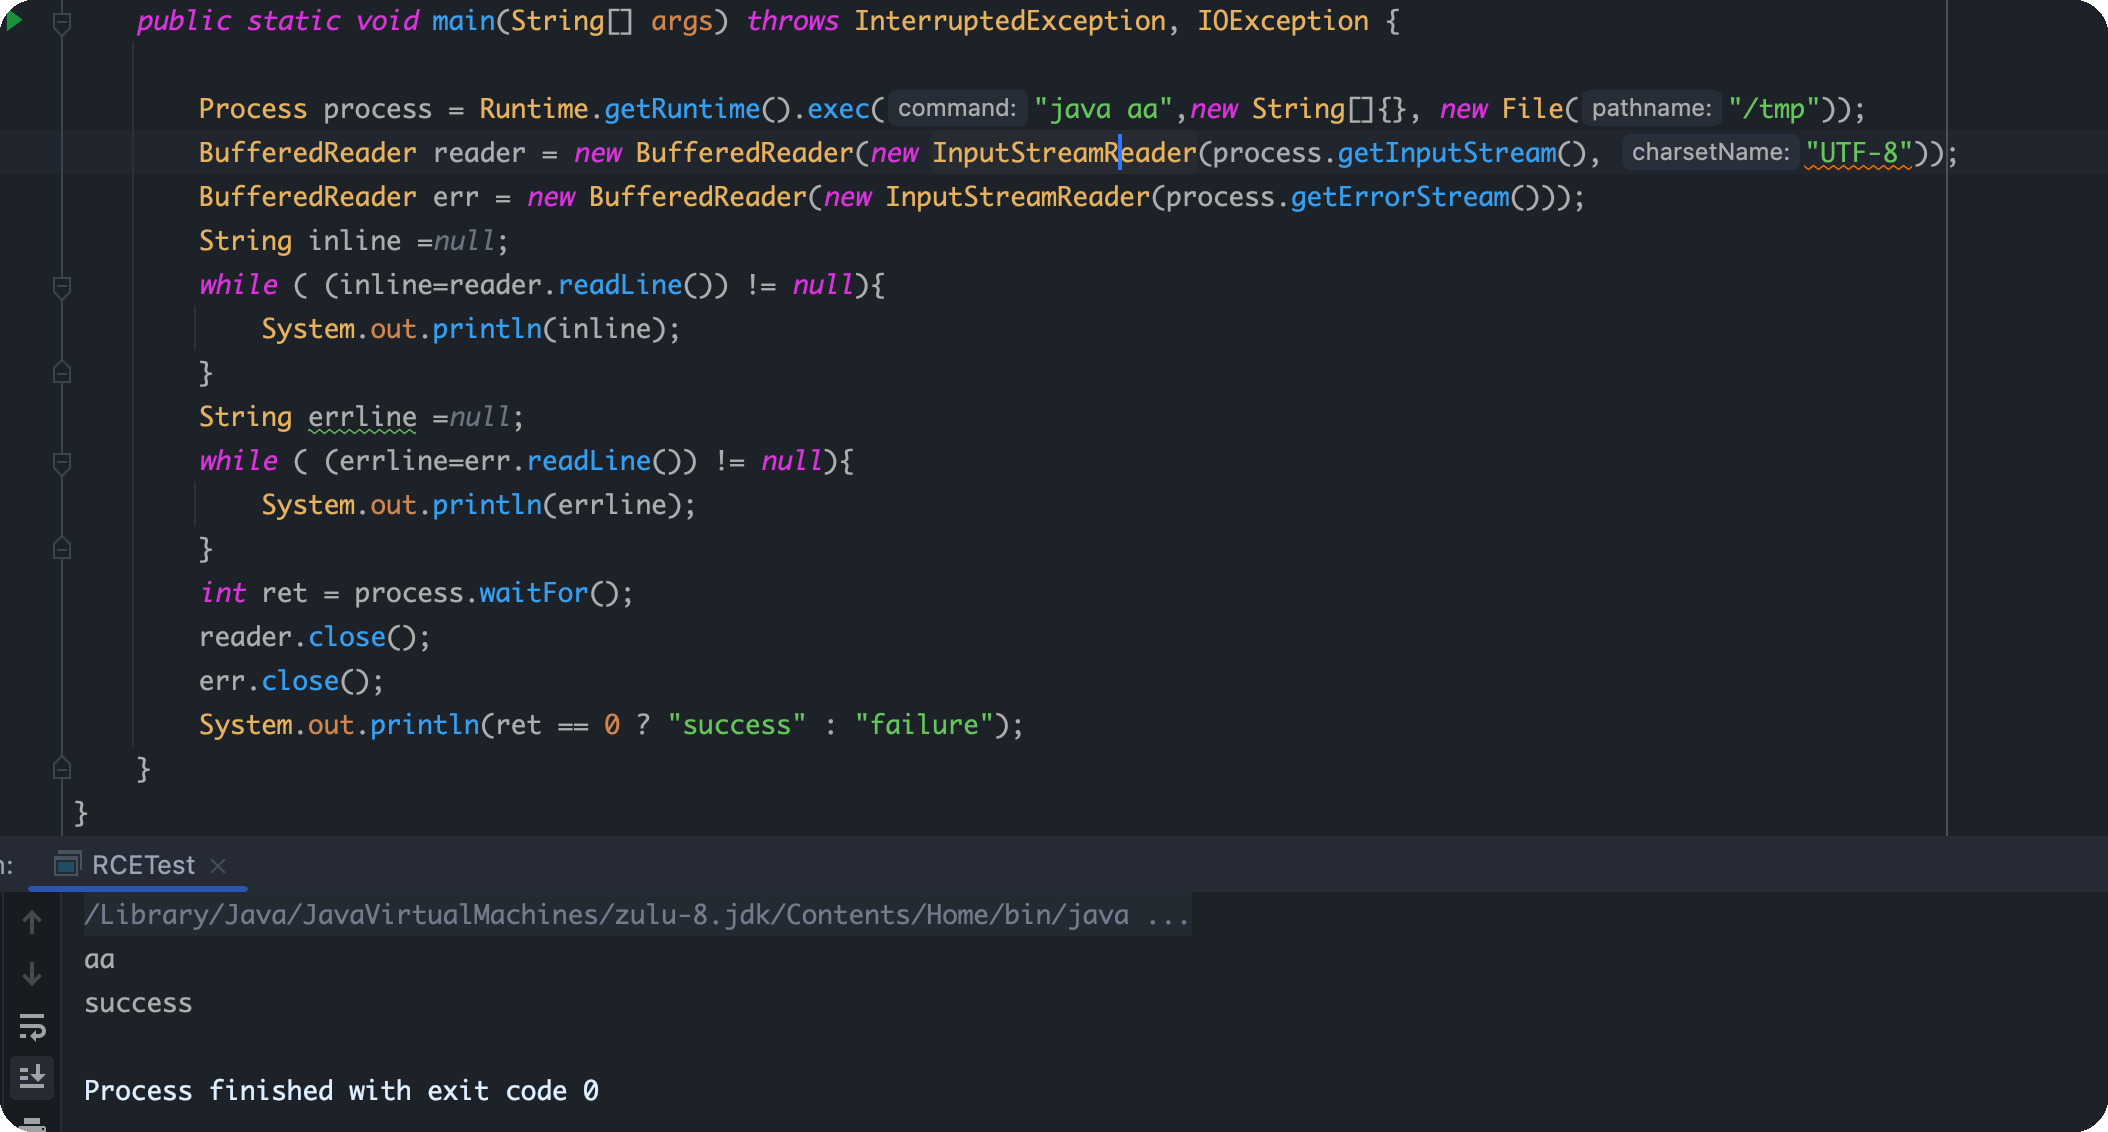 public static void main(String[] args) throws InterruptedException, IOException {
Process process = Runtime.getRuntime().exec( command: "java aa",new String[]{}, new File( pathname: "/tmp"));
BufferedReader reader = new BufferedReader(new InputStreamReader(process.getInputStream(), charsetName: "UTF-8"));
BufferedReader err = new BufferedReader(new InputStreamReader(process.getErrorStream()));
String inline =null;
while ( (inline=reader.readLine()) != null){
System.out.println(inline);
}
String errline =null;
while ( (errline=err.readLine()) != null){
System.out.println(errline);
}
int ret = process.waitFor();
reader.close();
err.close();
System.out.println(ret == 0 ? "success" : "failure");
}
}
RCETest
/Library/Java/JavaVirtualMachines/zulu-8.jdk/Contents/Home/bin/java ...
aa
success
Process finished with exit code 0